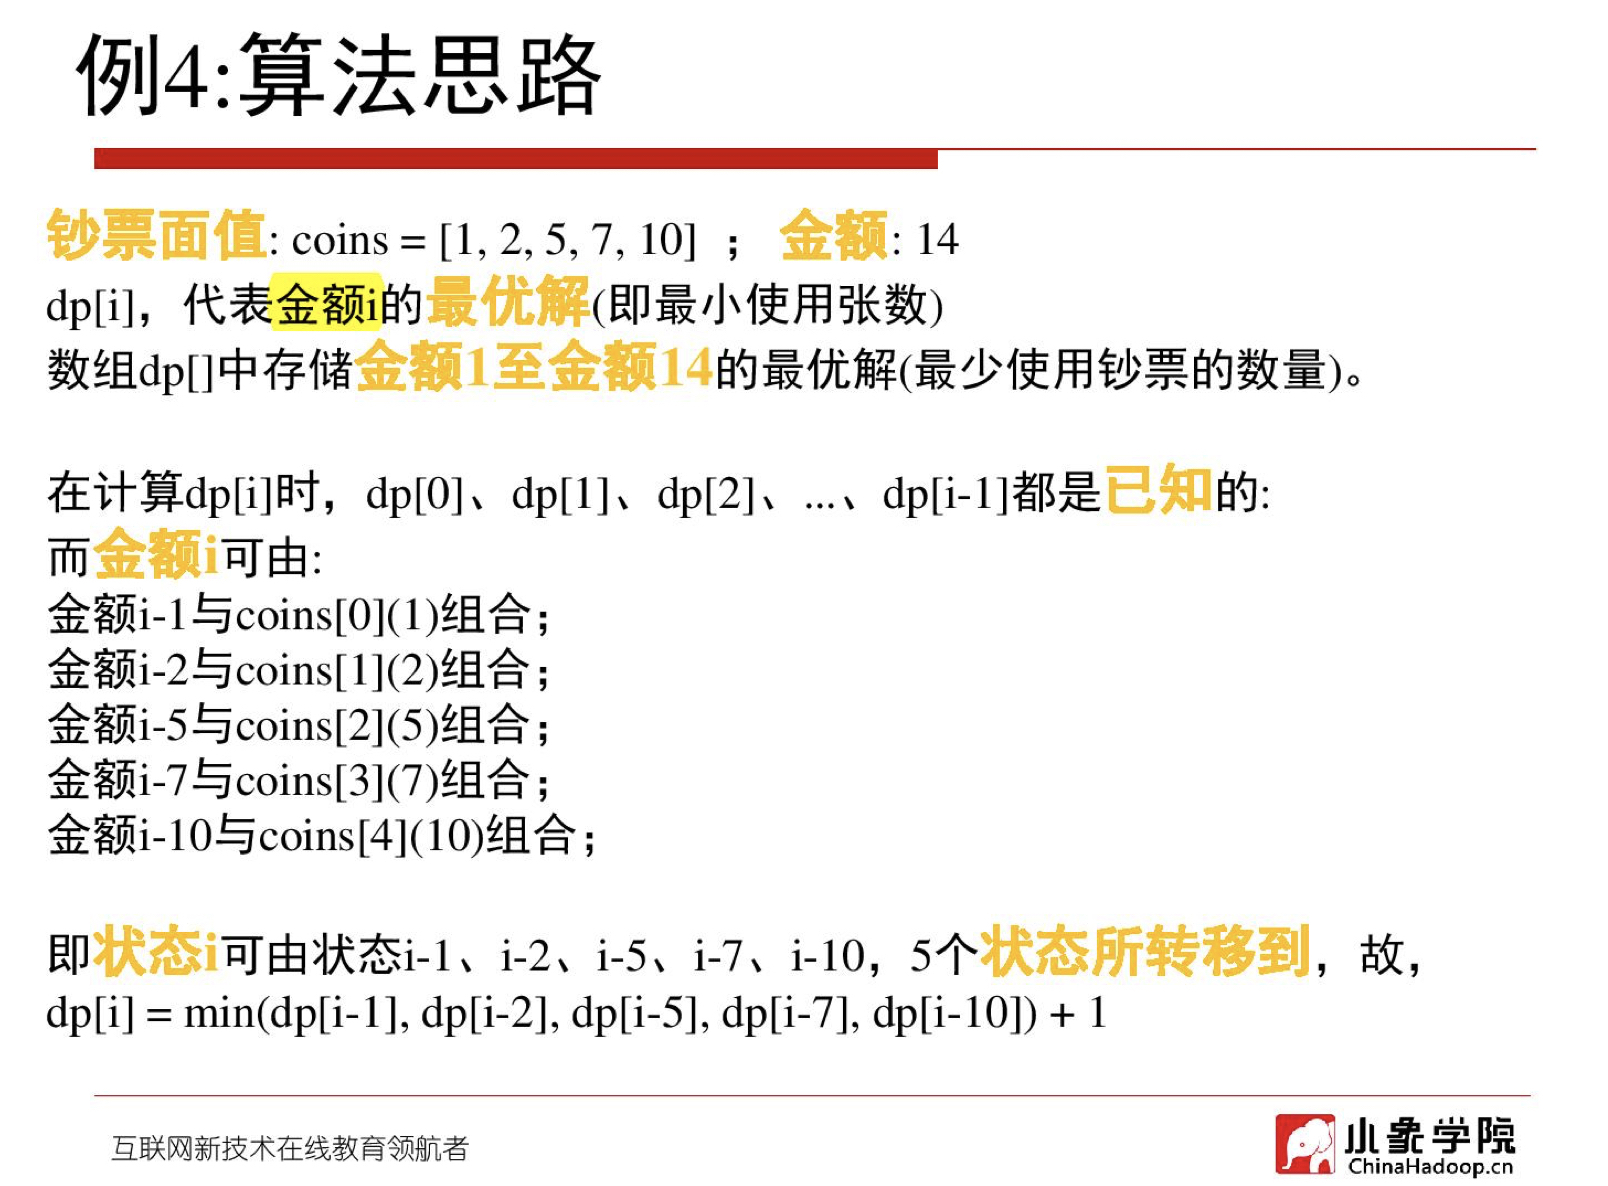 例4:算法思路
钞票面值: coins = [1, 2, 5, 7, 10] ；金额: 14
dp[i]，代表金额i的最优解(即最小使用张数)
数组dp[]中存储金额1至金额14的最优解(最少使用钞票的数量)。
在计算dp[i]时，dp[0]、dp[1]、dp[2]、...、dp[i-1]都是已知的:
而金额i可由:
金额i-1与coins[0](1)组合；
金额i-2与coins[1](2)组合；
金额i-5与coins[2](5)组合；
金额i-7与coins[3](7)组合；
金额i-10与coins[4](10)组合；
即状态i可由状态i-1、i-2、i-5、i-7、i-10，5个状态所转移到，故，
dp[i] = min(dp[i-1], dp[i-2], dp[i-5], dp[i-7], dp[i-10]) + 1
互联网新技术在线教育领航者
小象学院
ChinaHadoop.cn